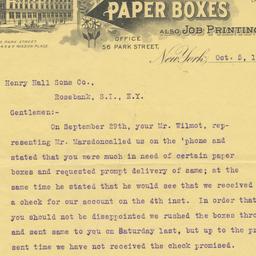 PAPER BOXES
ALSO JOB PRINTING
OFFICE
56 PARK STREET,
PARK STREET
MISSION PLACE
New York, Oct. 5, 1
Henry Hall Sons Co.,
Rosebank, S.I., N.Y.
Gentlemen:-
On September 29th, your Mr. Wilmot, rep-
resenting Mr. Marsdoncalled us on the 'phone and
stated that you were much in need of certain paper
boxes and requested prompt delivery of same; at the
same time he stated that he would see that we received
a check for our account on the 4th inst. In order that
you should not be disappointed we rushed the boxes thro
and sent same to you on Saturday last, but up to the pr
sent time we have not received the check promised.